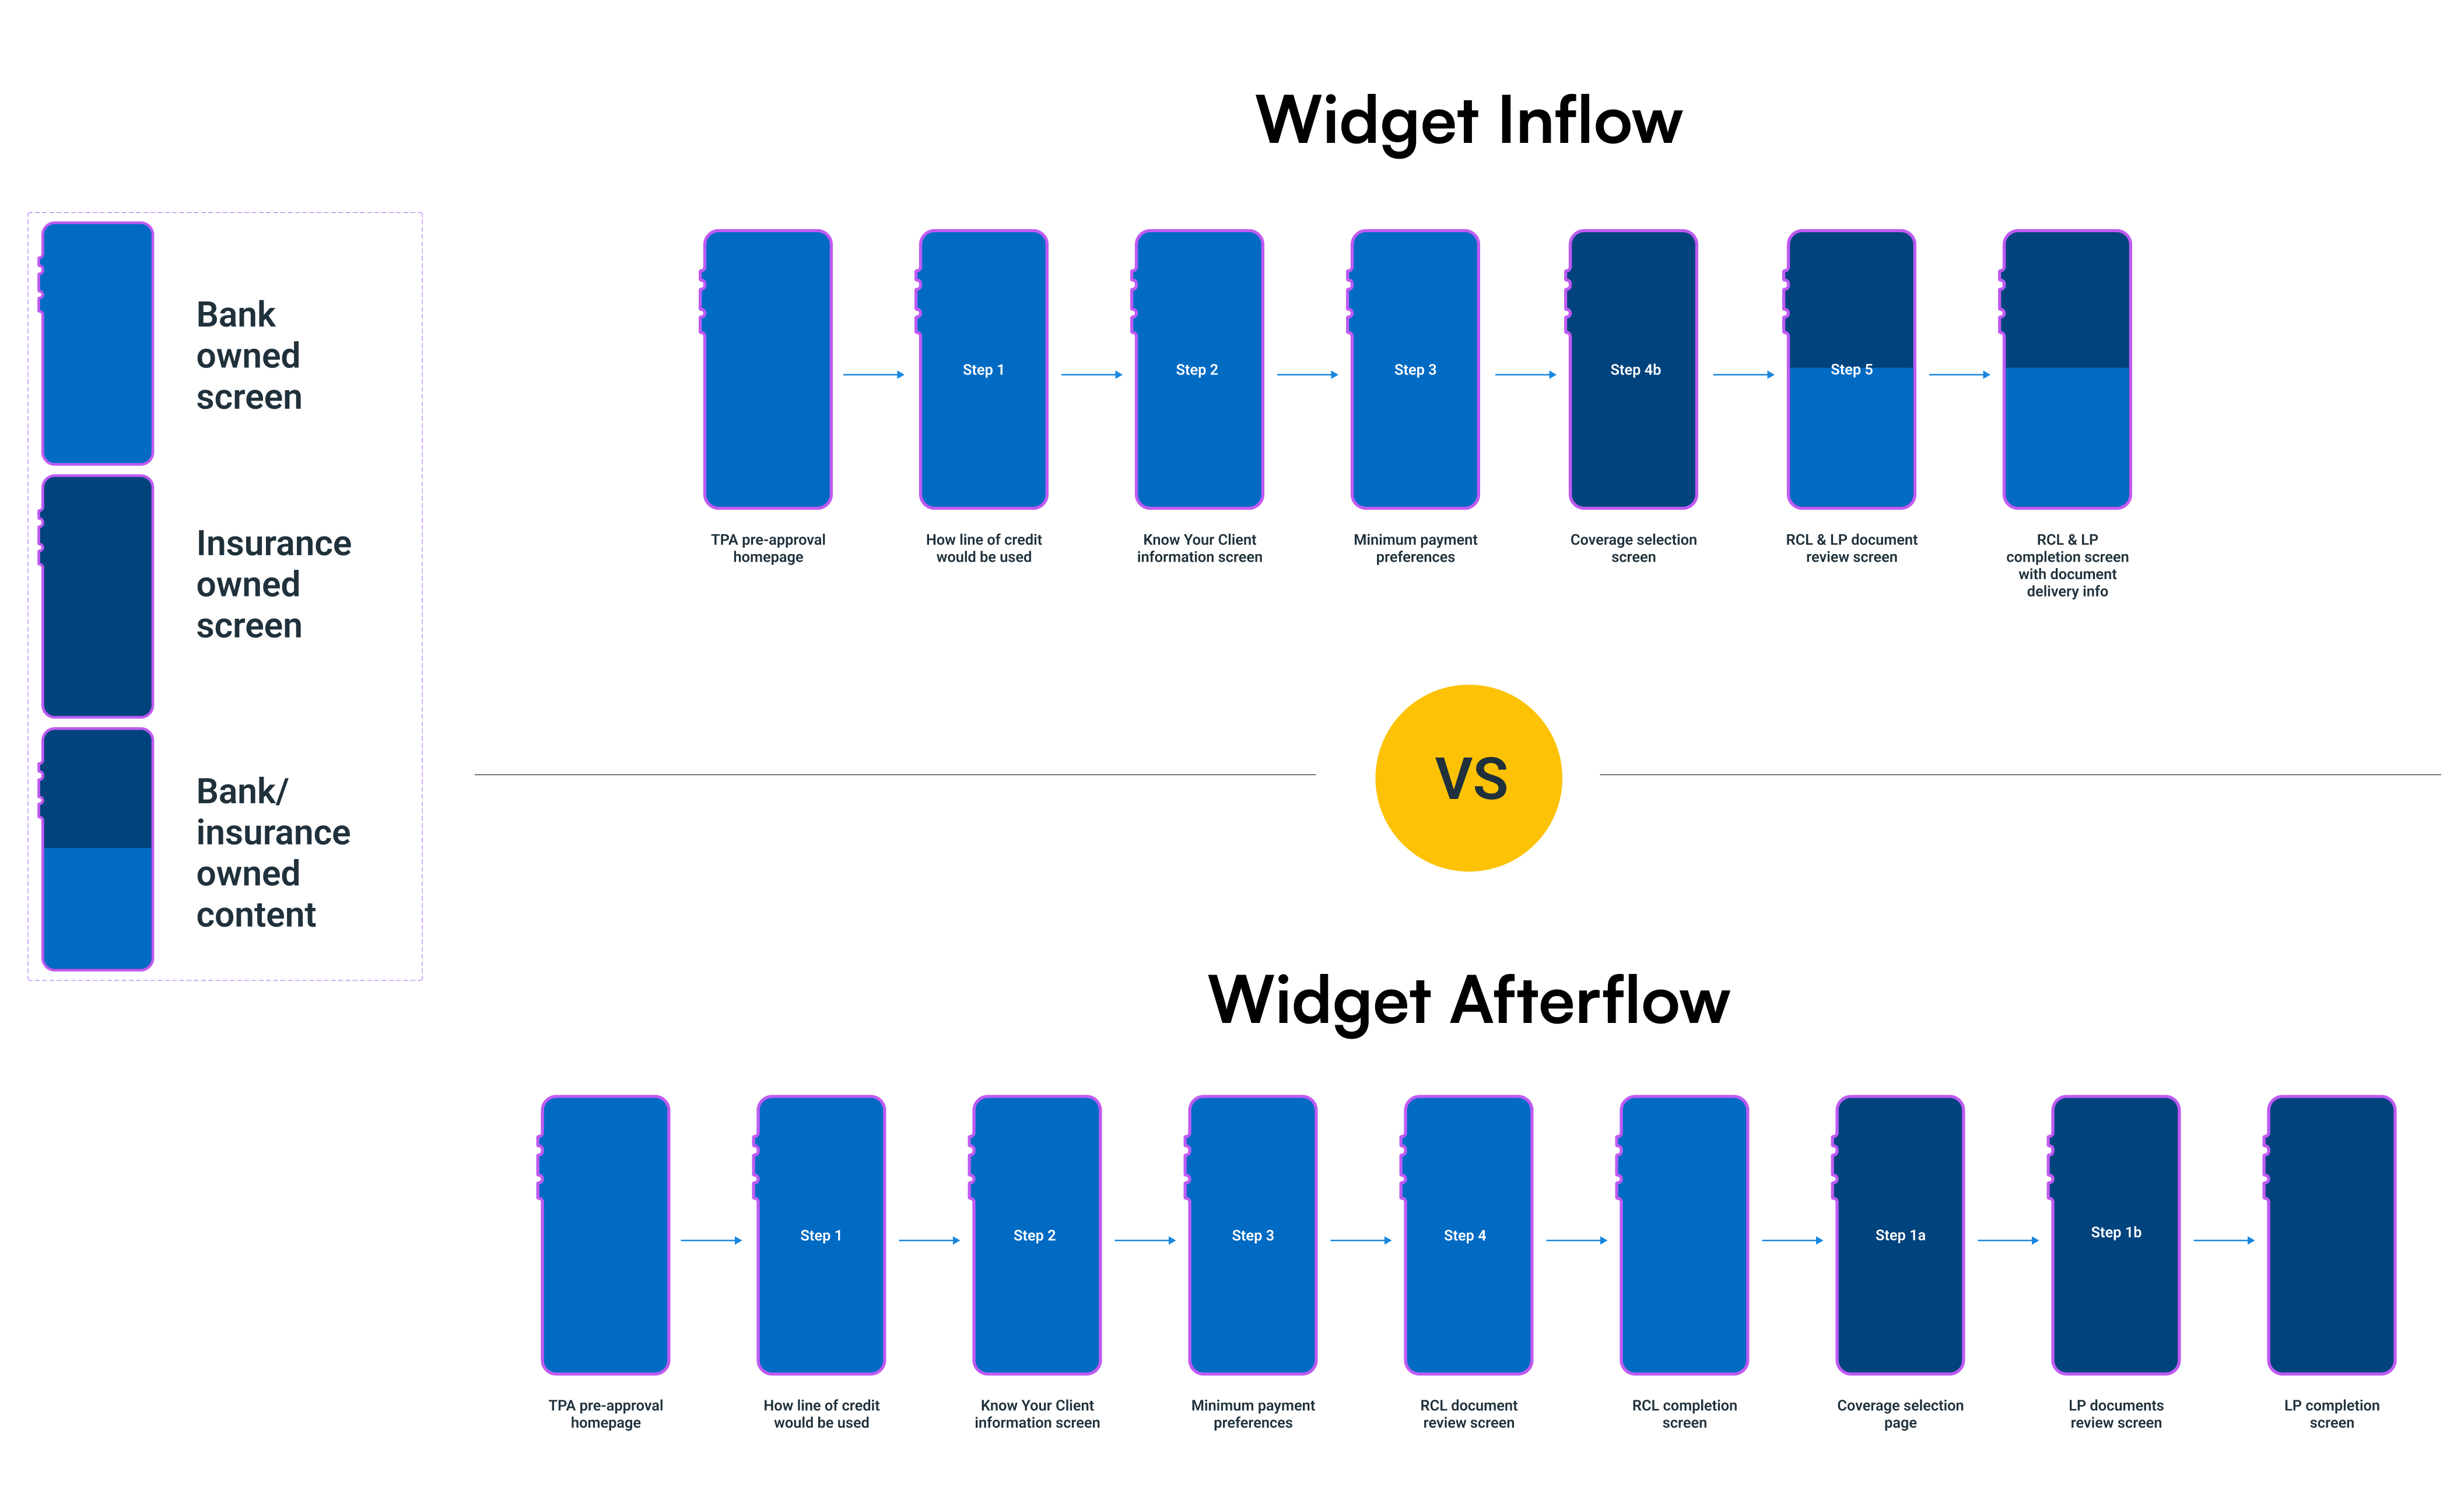 Widget Inflow
Bank
owned
screen
Insurance
owned
screen
Bank/
insurance
owned
content
Step 1
Step 2
Step 3
Step 4b
Step 5
TPA pre-approval
homepage
How line of credit
would be used
Know Your Client
information screen
Minimum payment
preferences
Coverage selection
screen
RCL & LP document
review screen
RCL & LP
completion screen
with document
delivery info
VS
Widget Afterflow
Step 1
Step 2
Step 3
Step 4
Step 1a
Step 1b
TPA pre-approval
homepage
How line of credit
would be used
Know Your Client
information screen
Minimum payment
preferences
RCL document
review screen
RCL completion
screen
Coverage selection
page
LP documents
review screen
LP completion
screen